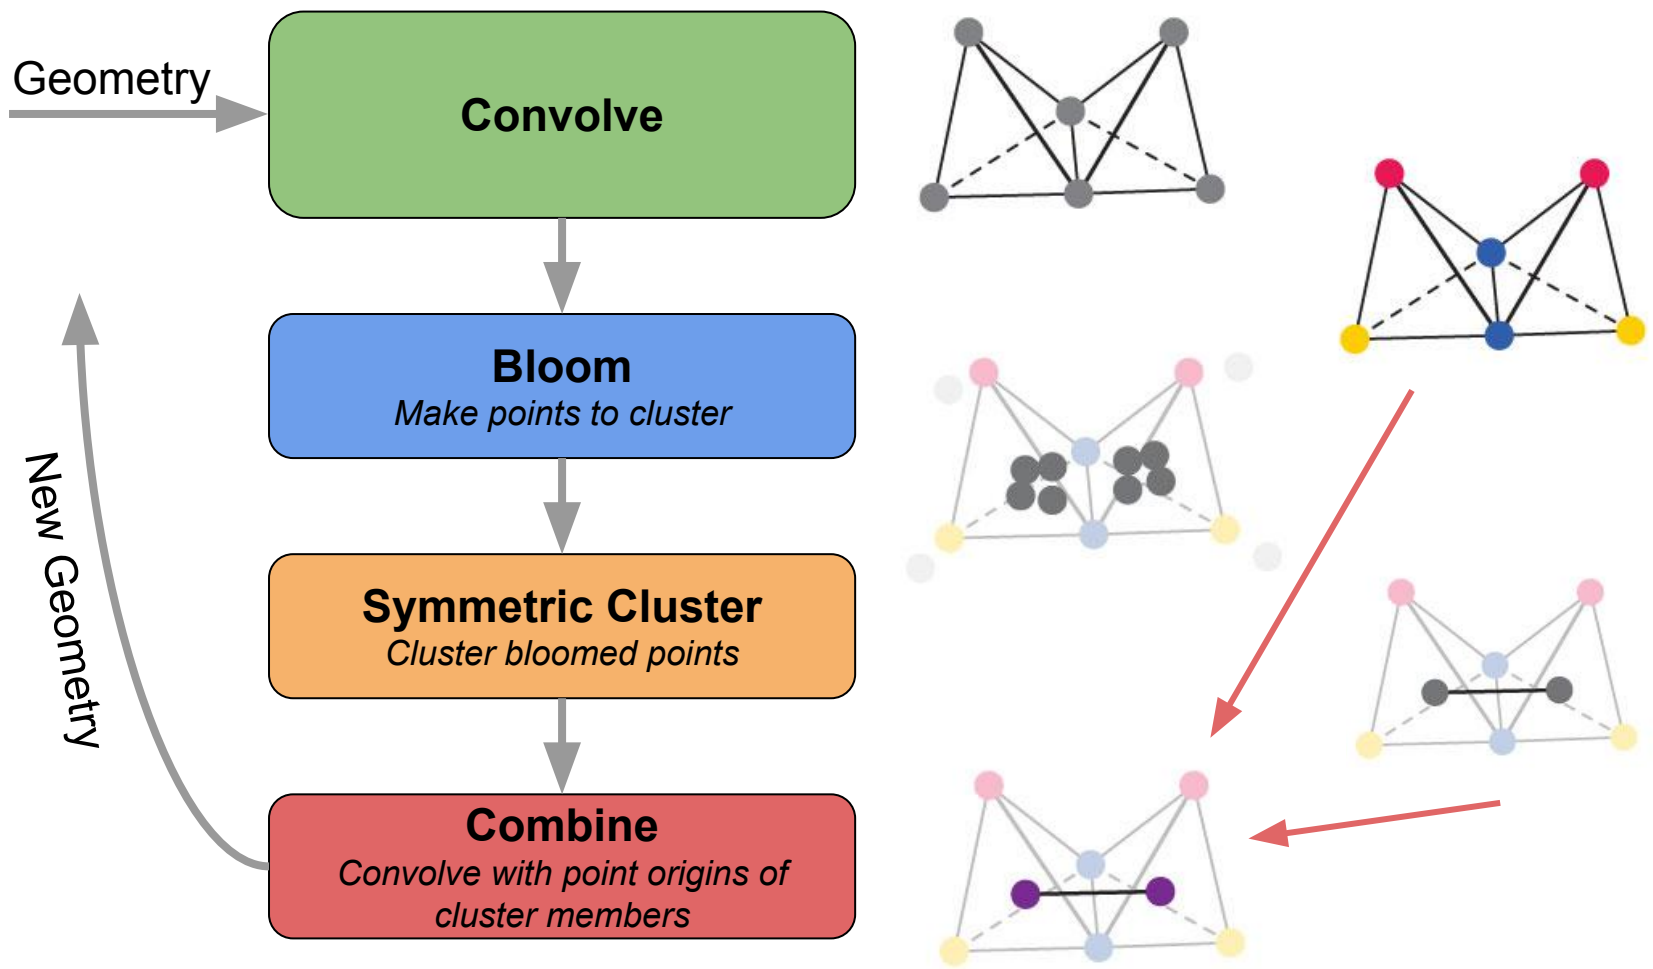 Geometry
Convolve
Bloom
Make points to cluster
New Geometry
Symmetric Cluster
Cluster bloomed points
Combine
Convolve with point origins of
cluster members